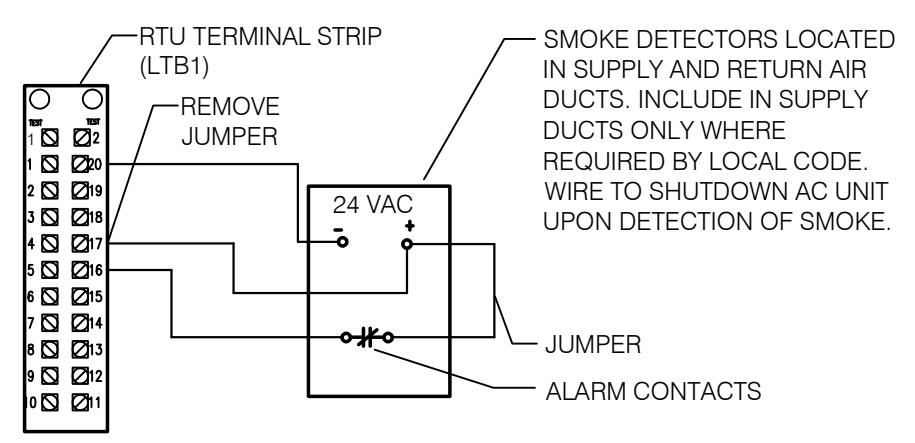 RTU TERMINAL STRIP
(LTB1)
REMOVE
JUMPER
SMOKE DETECTORS LOCATED
IN SUPPLY AND RETURN AIR
DUCTS. INCLUDE IN SUPPLY
DUCTS ONLY WHERE
REQUIRED BY LOCAL CODE.
WIRE TO SHUTDOWN AC UNIT
UPON DETECTION OF SMOKE.
TEST TEST
1 2
1 20
2 19
3 18
4 17
5 16
6 15
7 14
8 13
9 12
10 11
24 VAC
- +
JUMPER
ALARM CONTACTS